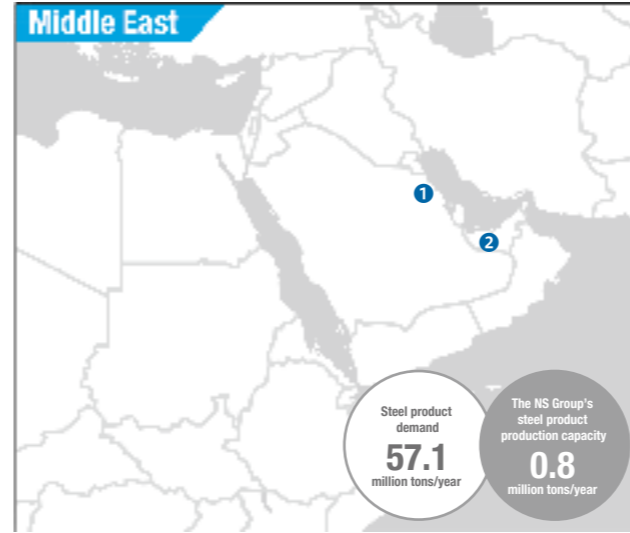 Middle East
1
2
Steel product
demand
57.1
million tons/year
The NS Group's
steel product
production capacity
0.8
million tons/year